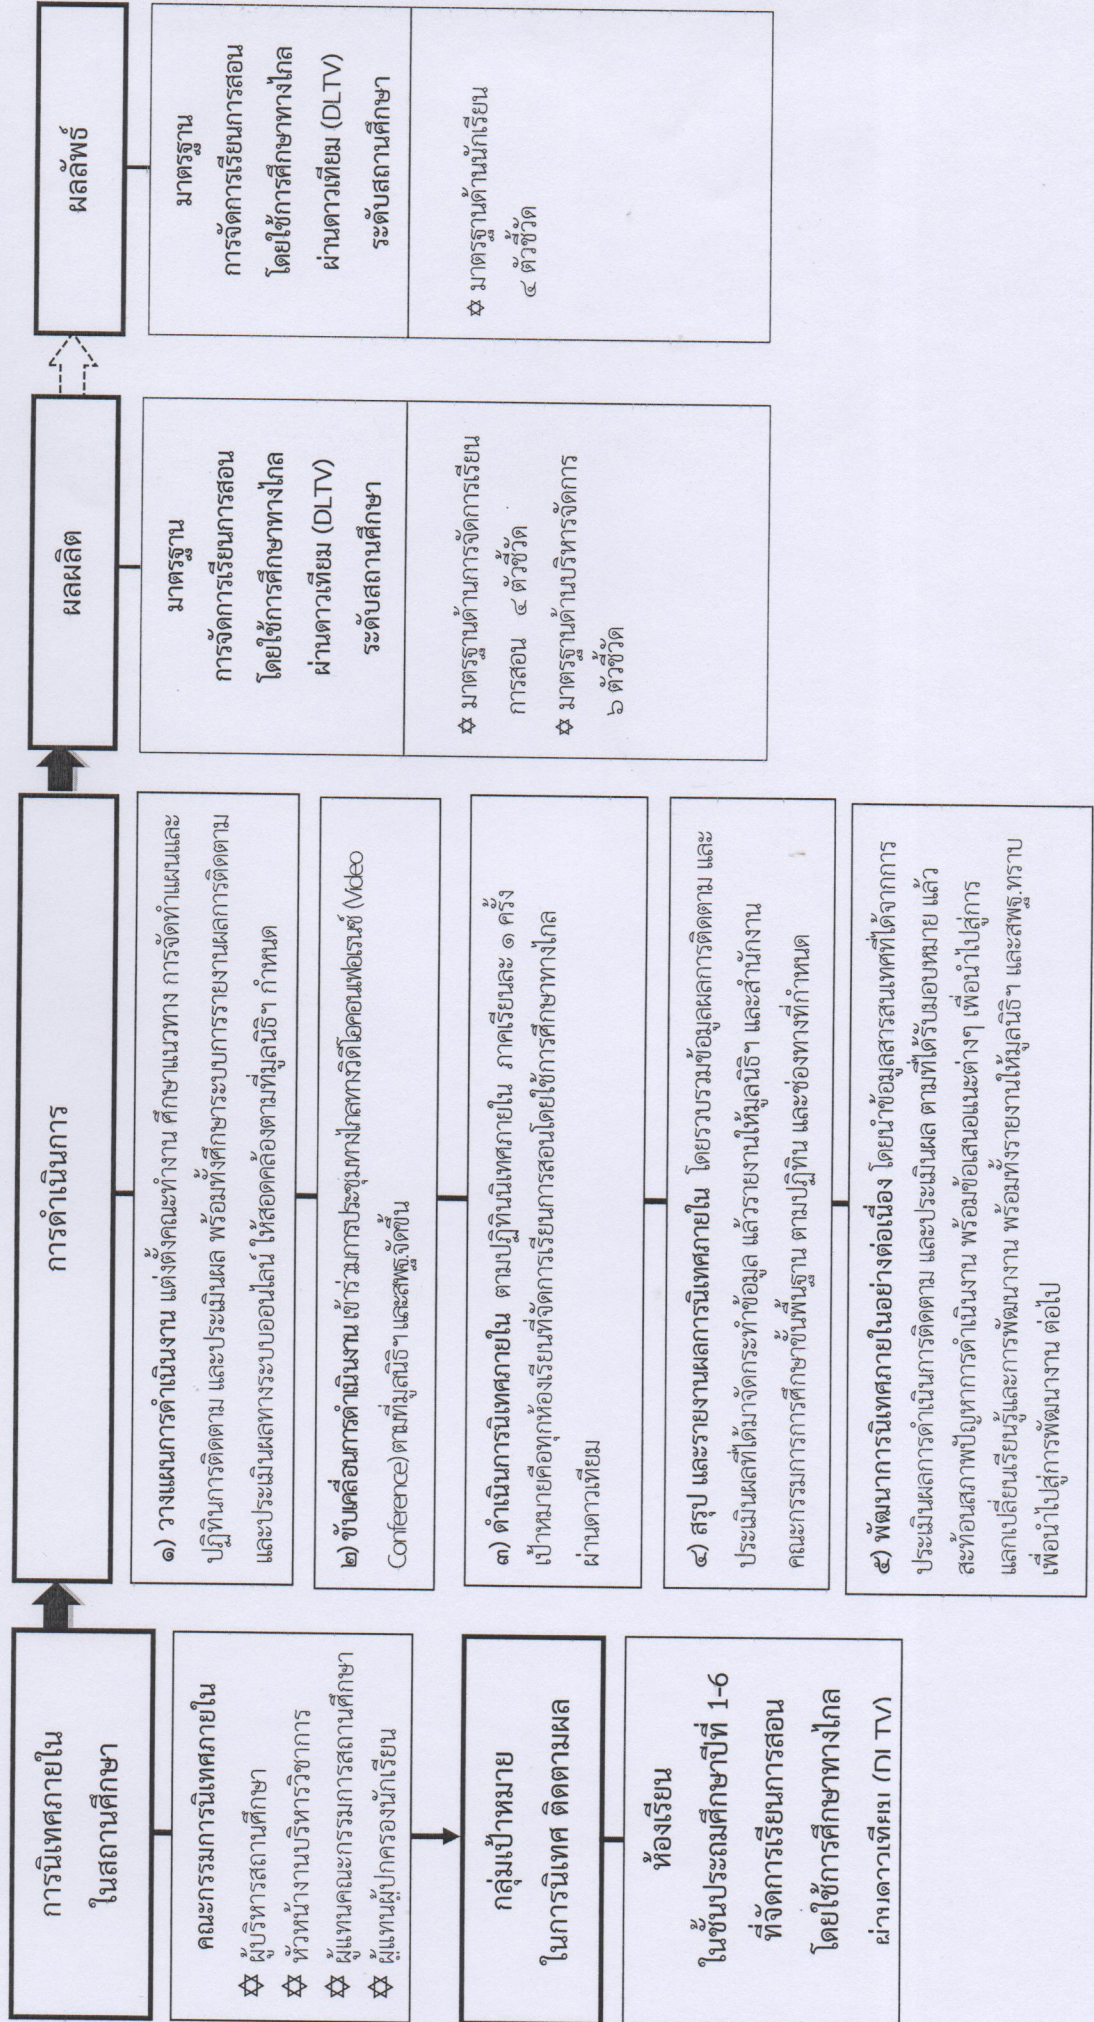 การนิเทศภายใน
ในสถานศึกษา
คณะกรรมการนิเทศภายใน
✡ ผู้บริหารสถานศึกษา
✡ หัวหน้างานบริหารวิชาการ
✡ ผู้แทนคณะกรรมการสถานศึกษา
✡ ผู้แทนผู้ปกครองนักเรียน
กลุ่มเป้าหมาย
ในการนิเทศ ติดตามผล
ห้องเรียน
ในชั้นประถมศึกษาปีที่ 1-6
ที่จัดการเรียนการสอน
โดยใช้การศึกษาทางไกล
ผ่านดาวเทียม (DLTV)
การดำเนินการ
๑) วางแผนการดำเนินงาน แต่งตั้งคณะทำงาน ศึกษาแนวทาง การจัดทำแผนและ
ปฏิทินการติดตาม และประเมินผล พร้อมทั้งศึกษาระบบการรายงานผลการติดตาม
และประเมินผลทางระบบออนไลน์ ให้สอดคล้องตามที่มูลนิธิฯ กำหนด
๒) ขับเคลื่อนการดำเนินงาน เข้าร่วมการประชุมทางไกลทางวิดีโอคอนเฟอเรนซ์ (Video
Conference) ตามที่มูลนิธิฯ และสพฐ.จัดขึ้น
๓) ดำเนินการนิเทศภายใน ตามปฏิทินนิเทศภายใน ภาคเรียนละ ๑ ครั้ง
เป้าหมายคือทุกห้องเรียนที่จัดการเรียนการสอนโดยใช้การศึกษาทางไกล
ผ่านดาวเทียม
๔) สรุป และรายงานผลการนิเทศภายใน โดยรวบรวมข้อมูลผลการติดตาม และ
ประเมินผลที่ได้มาจัดกระทำข้อมูล แล้วรายงานให้มูลนิธิฯ และสำนักงาน
คณะกรรมการการศึกษาขั้นพื้นฐาน ตามปฏิทิน และช่องทางที่กำหนด
๕) พัฒนาการนิเทศภายในอย่างต่อเนื่อง โดยนำข้อมูลสารสนเทศที่ได้จากการ
ประเมินผลการดำเนินการติดตาม และประเมินผล ตามที่ได้รับมอบหมาย แล้ว
สะท้อนสภาพปัญหาการดำเนินงาน พร้อมข้อเสนอแนะต่างๆ เพื่อนำไปสู่การ
แลกเปลี่ยนเรียนรู้และการพัฒนางาน พร้อมทั้งรายงานให้มูลนิธิฯ และสพฐ.ทราบ
เพื่อนำไปสู่การพัฒนางาน ต่อไป
ผลผลิต
มาตรฐาน
การจัดการเรียนการสอน
โดยใช้การศึกษาทางไกล
ผ่านดาวเทียม (DLTV)
ระดับสถานศึกษา
✡ มาตรฐานด้านการจัดการเรียน
การสอน ๔ ตัวชี้วัด
✡ มาตรฐานด้านบริหารจัดการ
๖ ตัวชี้วัด
ผลลัพธ์
มาตรฐาน
การจัดการเรียนการสอน
โดยใช้การศึกษาทางไกล
ผ่านดาวเทียม (DLTV)
ระดับสถานศึกษา
✡ มาตรฐานด้านนักเรียน
๔ ตัวชี้วัด